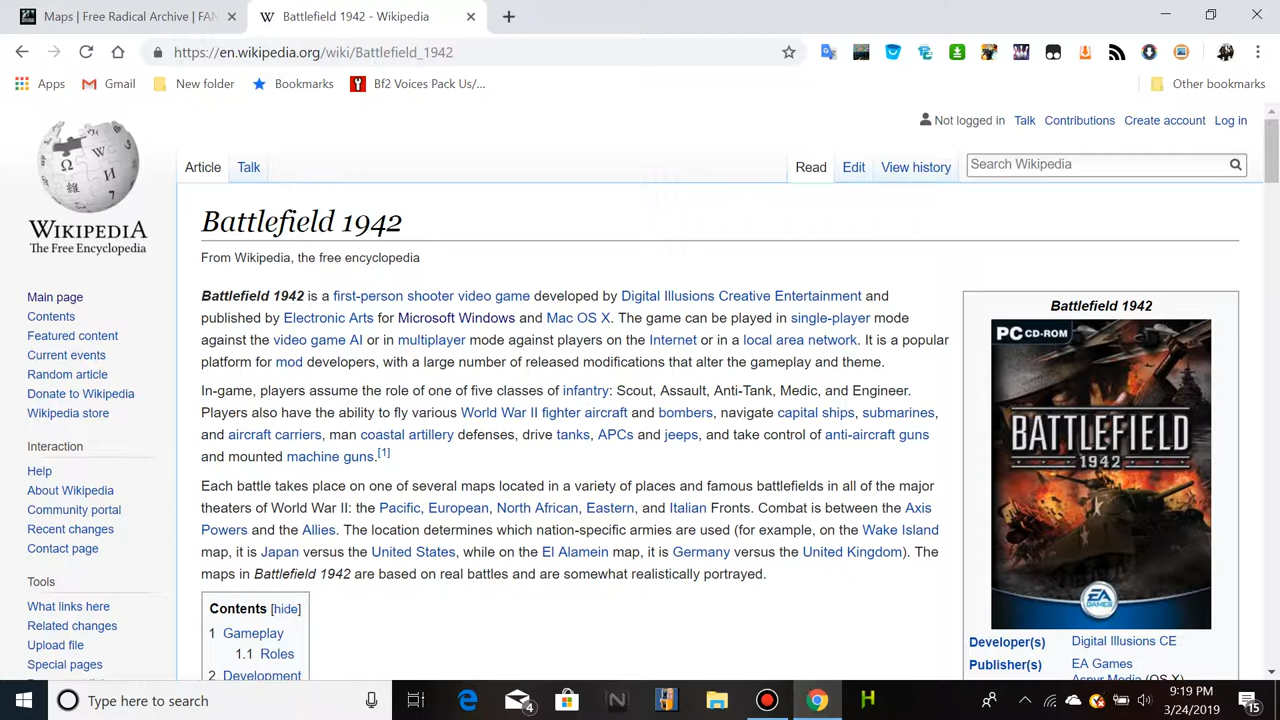 Maps | Free Radical Archive | FAN
Battlefield 1942 - Wikipedia
https://en.wikipedia.org/wiki/Battlefield_1942
Apps
Gmail
New folder
Bookmarks
Bf2 Voices Pack Us/...
Other bookmarks
Not logged in Talk Contributions Create account Log in
Article Talk Read Edit View history Search Wikipedia
WIKIPEDIA
The Free Encyclopedia
Main page
Contents
Featured content
Current events
Random article
Donate to Wikipedia
Wikipedia store
Interaction
Help
About Wikipedia
Community portal
Recent changes
Contact page
Tools
What links here
Related changes
Upload file
Special pages
Battlefield 1942
From Wikipedia, the free encyclopedia
Battlefield 1942 is a first-person shooter video game developed by Digital Illusions Creative Entertainment and
published by Electronic Arts for Microsoft Windows and Mac OS X. The game can be played in single-player mode
against the video game AI or in multiplayer mode against players on the Internet or in a local area network. It is a popular
platform for mod developers, with a large number of released modifications that alter the gameplay and theme.
In-game, players assume the role of one of five classes of infantry: Scout, Assault, Anti-Tank, Medic, and Engineer.
Players also have the ability to fly various World War II fighter aircraft and bombers, navigate capital ships, submarines,
and aircraft carriers, man coastal artillery defenses, drive tanks, APCs and jeeps, and take control of anti-aircraft guns
and mounted machine guns.[1]
Each battle takes place on one of several maps located in a variety of places and famous battlefields in all of the major
theaters of World War II: the Pacific, European, North African, Eastern, and Italian Fronts. Combat is between the Axis
Powers and the Allies. The location determines which nation-specific armies are used (for example, on the Wake Island
map, it is Japan versus the United States, while on the El Alamein map, it is Germany versus the United Kingdom). The
maps in Battlefield 1942 are based on real battles and are somewhat realistically portrayed.
Contents [hide]
1 Gameplay
1.1 Roles
2 Development
Battlefield 1942
PC CD-ROM
BATTLEFIELD
1942
EA
GAMES
Developer(s) Digital Illusions CE
Publisher(s) EA Games
Aspyr Media (OS X)
Type here to search
4
9:19 PM
3/24/2019
15